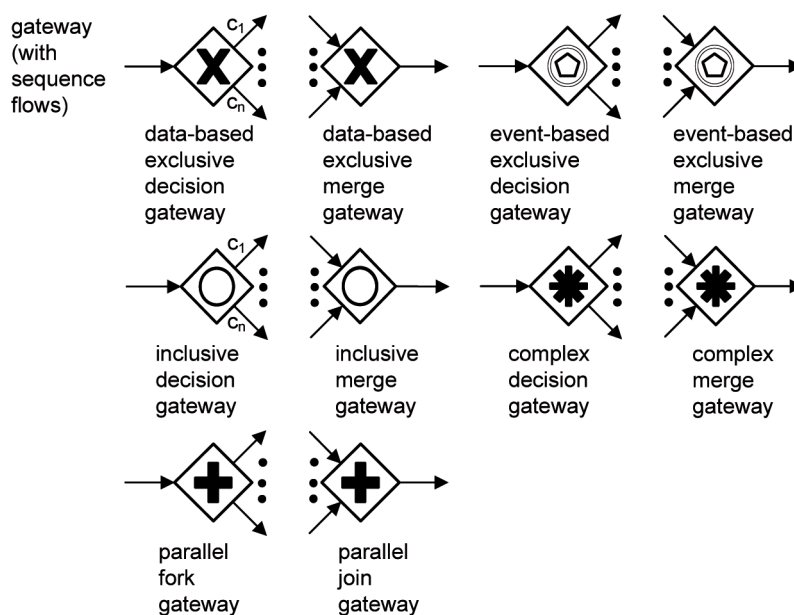 gateway
(with
sequence
flows)
C1
Cn
data-based
exclusive
decision
gateway
data-based
exclusive
merge
gateway
event-based
exclusive
decision
gateway
event-based
exclusive
merge
gateway
C1
Cn
inclusive
decision
gateway
inclusive
merge
gateway
complex
decision
gateway
complex
merge
gateway
parallel
fork
gateway
parallel
join
gateway